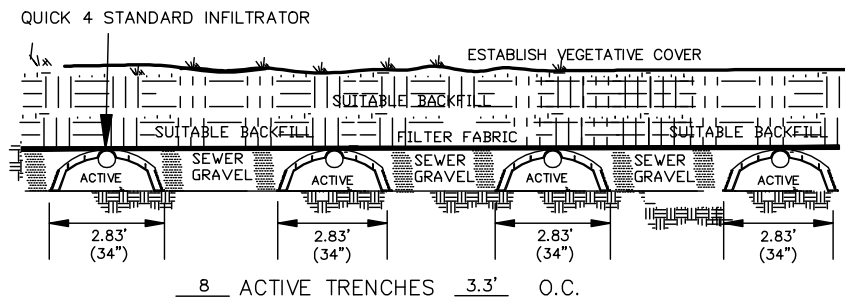 QUICK 4 STANDARD INFILTRATOR
ESTABLISH VEGETATIVE COVER
SUITABLE BACKFILL
SUITABLE BACKFILL FILTER FABRIC SUITABLE BACKFILL
SEWER GRAVEL SEWER GRAVEL SEWER GRAVEL
ACTIVE ACTIVE ACTIVE ACTIVE
2.83' 2.83' 2.83' 2.83'
(34") (34") (34") (34")
8 ACTIVE TRENCHES 3.3' O.C.